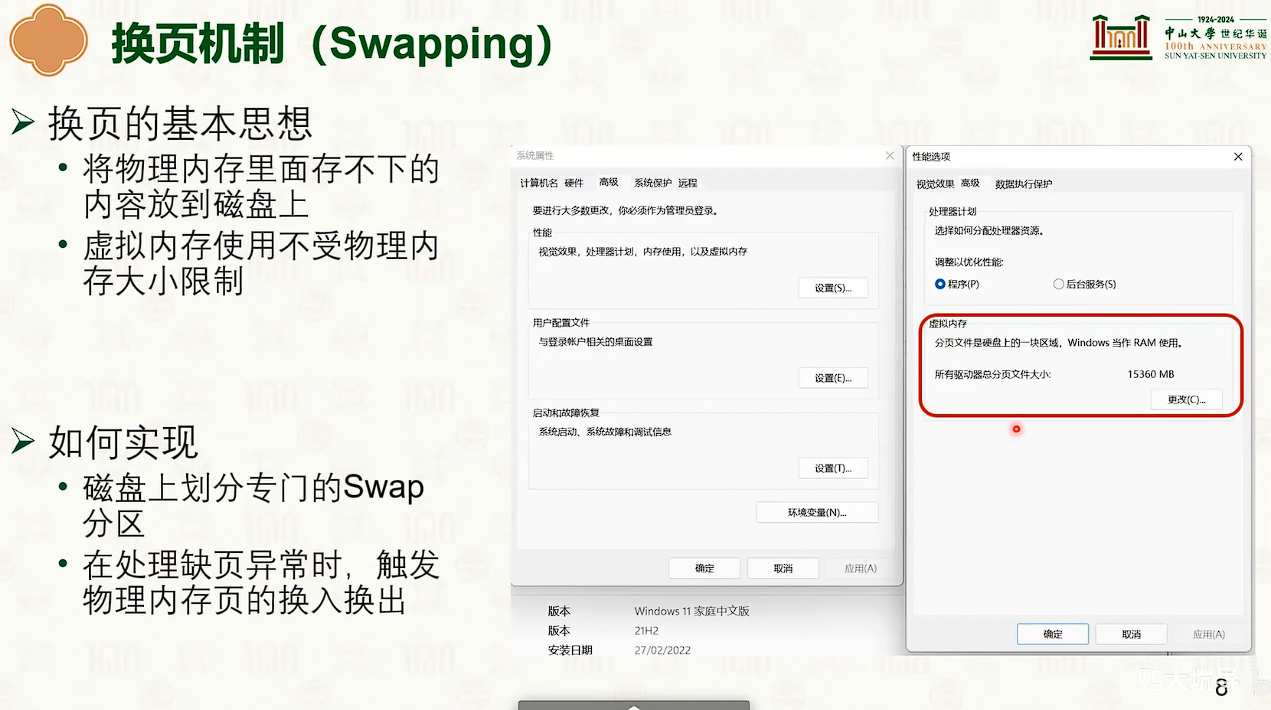 换页机制（Swapping）
1924-2024
中山大学 世纪华诞
100th ANNIVERSARY
SUN YAT-SEN UNIVERSITY
换页的基本思想
将物理内存里面存不下的
内容放到磁盘上
虚拟内存使用不受物理内
存大小限制
如何实现
磁盘上划分专门的Swap
分区
在处理缺页异常时，触发
物理内存页的换入换出
系统属性
计算机名 硬件 高级 系统保护 远程
要进行大多数更改，你必须作为管理员登录。
性能
视觉效果，处理器计划，内存使用，以及虚拟内存
设置(S)...
用户配置文件
与登录帐户相关的桌面设置
设置(E)...
启动和故障恢复
系统启动、系统故障和调试信息
设置(T)...
环境变量(N)...
确定 取消 应用(A)
版本 Windows 11 家庭中文版
版本 21H2
安装日期 27/02/2022
性能选项
视觉效果 高级 数据执行保护
处理器计划
选择如何分配处理器资源。
调整以优化性能:
程序(P) 后台服务(S)
虚拟内存
分页文件是硬盘上的一块区域，Windows 当作 RAM 使用。
所有驱动器总分页文件大小: 15360 MB
更改(C)...
确定 取消 应用(A)
8